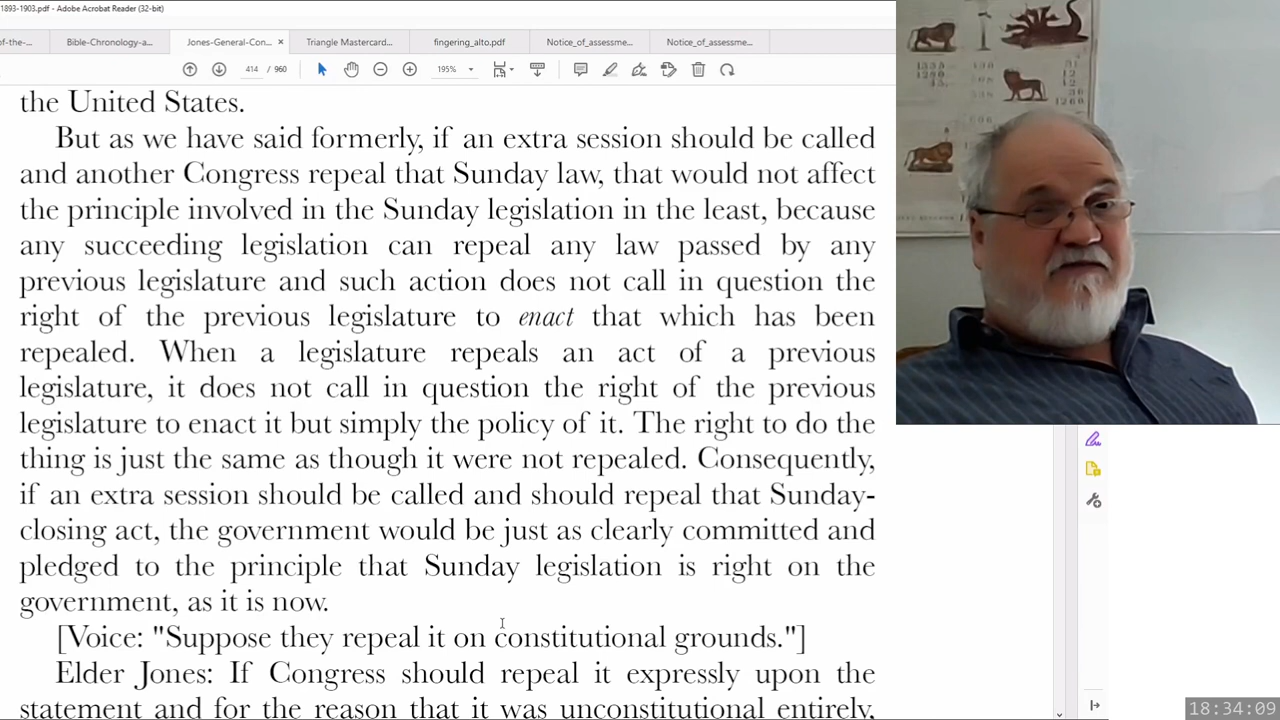 1893-1903.pdf - Adobe Acrobat Reader (32-bit)
of-the-...
Bible-Chronology-a...
Jones-General-Con... ×
Triangle Mastercard...
fingering_alto.pdf
Notice_of_assessme...
Notice_of_assessme...
414 / 960
195%
the United States.
But as we have said formerly, if an extra session should be called
and another Congress repeal that Sunday law, that would not affect
the principle involved in the Sunday legislation in the least, because
any succeeding legislation can repeal any law passed by any
previous legislature and such action does not call in question the
right of the previous legislature to enact that which has been
repealed. When a legislature repeals an act of a previous
legislature, it does not call in question the right of the previous
legislature to enact it but simply the policy of it. The right to do the
thing is just the same as though it were not repealed. Consequently,
if an extra session should be called and should repeal that Sunday-
closing act, the government would be just as clearly committed and
pledged to the principle that Sunday legislation is right on the
government, as it is now.
[Voice: "Suppose they repeal it on constitutional grounds."]
Elder Jones: If Congress should repeal it expressly upon the
statement and for the reason that it was unconstitutional entirely,
1260
18:34:09